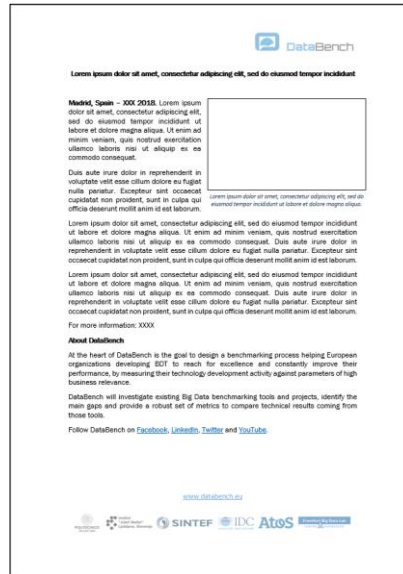 DataBench
Lorem ipsum dolor sit amet, consectetur adipiscing elit, sed do eiusmod tempor incididunt
Madrid, Spain – XXX 2018. Lorem ipsum
dolor sit amet, consectetur adipiscing elit,
sed do eiusmod tempor incididunt ut
labore et dolore magna aliqua. Ut enim ad
minim veniam, quis nostrud exercitation
ullamco laboris nisi ut aliquip ex ea
commodo consequat.
Duis aute irure dolor in reprehenderit in
voluptate velit esse cillum dolore eu fugiat
nulla pariatur. Excepteur sint occaecat
cupidatat non proident, sunt in culpa qui
officia deserunt mollit anim id est laborum.
Lorem ipsum dolor sit amet, consectetur adipiscing elit, sed do
eiusmod tempor incididunt ut labore et dolore magna aliqua.
Lorem ipsum dolor sit amet, consectetur adipiscing elit, sed do eiusmod tempor incididunt
ut labore et dolore magna aliqua. Ut enim ad minim veniam, quis nostrud exercitation
ullamco laboris nisi ut aliquip ex ea commodo consequat. Duis aute irure dolor in
reprehenderit in voluptate velit esse cillum dolore eu fugiat nulla pariatur. Excepteur sint
occaecat cupidatat non proident, sunt in culpa qui officia deserunt mollit anim id est laborum.
Lorem ipsum dolor sit amet, consectetur adipiscing elit, sed do eiusmod tempor incididunt
ut labore et dolore magna aliqua. Ut enim ad minim veniam, quis nostrud exercitation
ullamco laboris nisi ut aliquip ex ea commodo consequat. Duis aute irure dolor in
reprehenderit in voluptate velit esse cillum dolore eu fugiat nulla pariatur. Excepteur sint
occaecat cupidatat non proident, sunt in culpa qui officia deserunt mollit anim id est laborum.
For more information: XXXX
About DataBench
At the heart of DataBench is the goal to design a benchmarking process helping European
organizations developing BDT to reach for excellence and constantly improve their
performance, by measuring their technology development activity against parameters of high
business relevance.
DataBench will investigate existing Big Data benchmarking tools and projects, identify the
main gaps and provide a robust set of metrics to compare technical results coming from
those tools.
Follow DataBench on Facebook, LinkedIn, Twitter and YouTube.
www.databench.eu
POLITECNICO
SINTEF
IDC
Atos